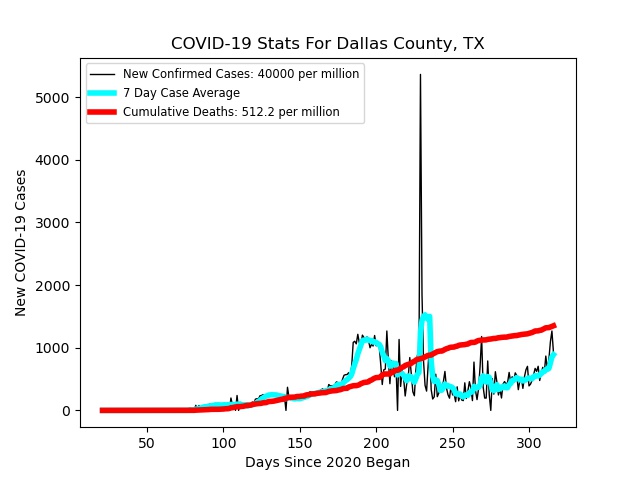 COVID-19 Stats For Dallas County, TX
New Confirmed Cases: 40000 per million
7 Day Case Average
Cumulative Deaths: 512.2 per million
New COVID-19 Cases
5000
4000
3000
2000
1000
0
50 100 150 200 250 300
Days Since 2020 Began